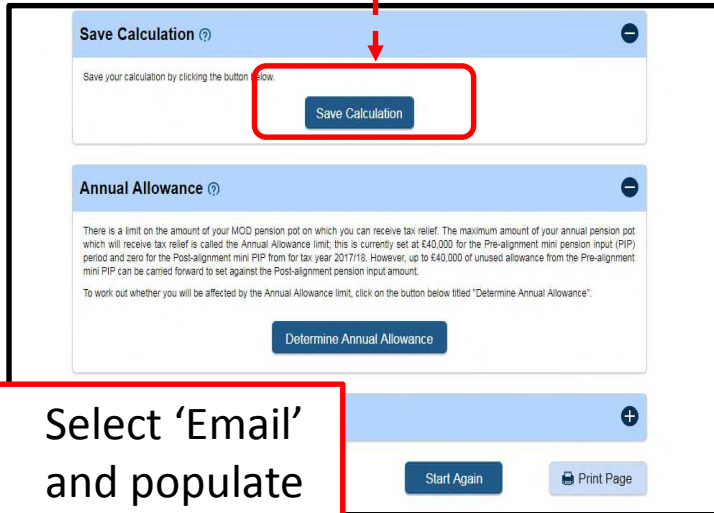 Save Calculation ?
Save your calculation by clicking the button below.
Save Calculation
Annual Allowance ?
There is a limit on the amount of your MOD pension pot on which you can receive tax relief. The maximum amount of your annual pension pot
which will receive tax relief is called the Annual Allowance limit; this is currently set at £40,000 for the Pre-alignment mini pension input (PIP)
period and zero for the Post-alignment mini PIP from for tax year 2017/18. However, up to £40,000 of unused allowance from the Pre-alignment
mini PIP can be carried forward to set against the Post-alignment pension input amount.
To work out whether you will be affected by the Annual Allowance limit, click on the button below titled "Determine Annual Allowance".
Determine Annual Allowance
Select ‘Email’
and populate
Start Again
Print Page